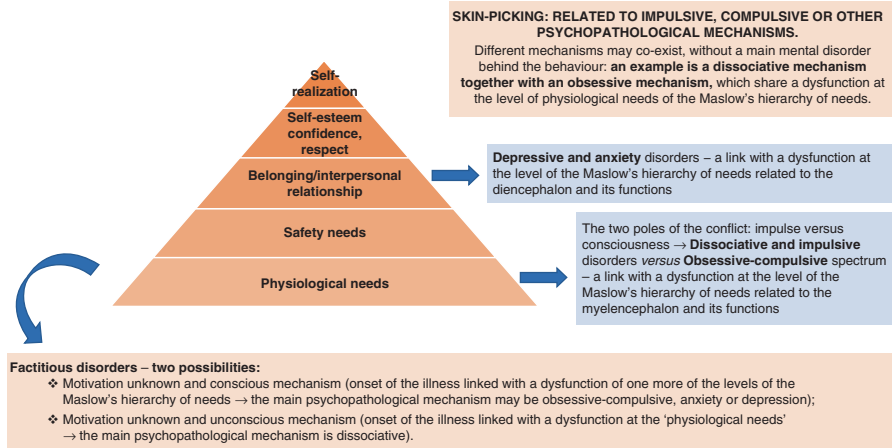 SKIN-PICKING: RELATED TO IMPULSIVE, COMPULSIVE OR OTHER
PSYCHOPATHOLOGICAL MECHANISMS.
Different mechanisms may co-exist, without a main mental disorder
behind the behaviour: an example is a dissociative mechanism
together with an obsessive mechanism, which share a dysfunction at
the level of physiological needs of the Maslow's hierarchy of needs.
Self-
realization
Self-esteem
confidence,
respect
Belonging/interpersonal
relationship
Safety needs
Physiological needs
Depressive and anxiety disorders – a link with a dysfunction at
the level of the Maslow's hierarchy of needs related to the
diencephalon and its functions
The two poles of the conflict: impulse versus
consciousness → Dissociative and impulsive
disorders versus Obsessive-compulsive spectrum
– a link with a dysfunction at the level of the
Maslow's hierarchy of needs related to the
myelencephalon and its functions
Factitious disorders – two possibilities:
❖ Motivation unknown and conscious mechanism (onset of the illness linked with a dysfunction of one more of the levels of the
Maslow's hierarchy of needs → the main psychopathological mechanism may be obsessive-compulsive, anxiety or depression);
❖ Motivation unknown and unconscious mechanism (onset of the illness linked with a dysfunction at the 'physiological needs'
→ the main psychopathological mechanism is dissociative).